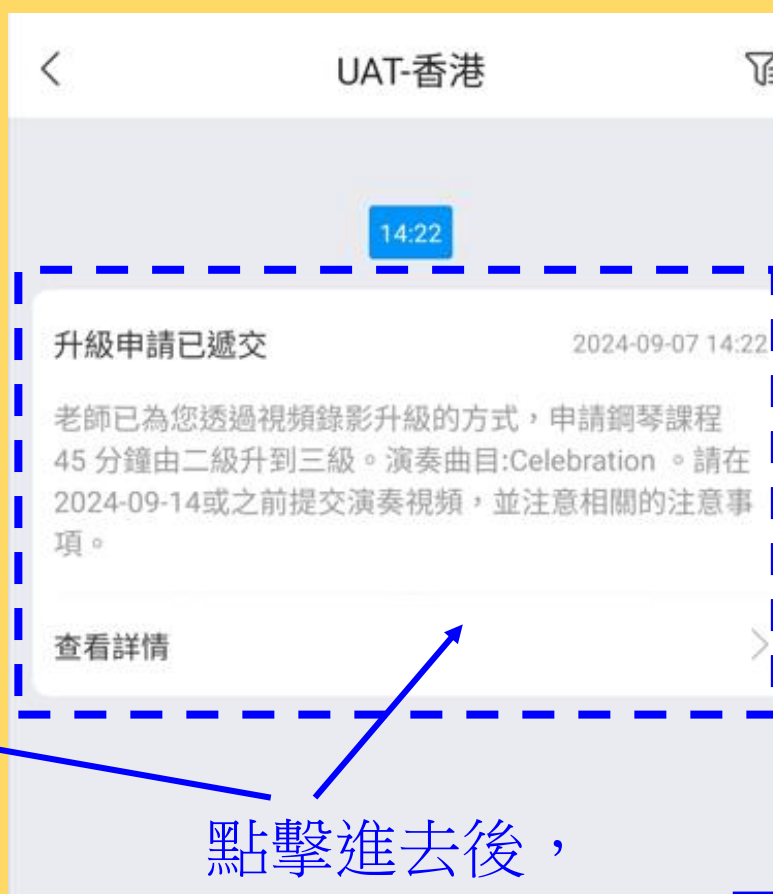 UAT-香港
14:22
升級申請已遞交
2024-09-07 14:22
老師已為您透過視頻錄影升級的方式，申請鋼琴課程
45 分鐘由二級升到三級。演奏曲目:Celebration 。請在
2024-09-14或之前提交演奏視頻，並注意相關的注意事
項。
查看詳情
點擊進去後，